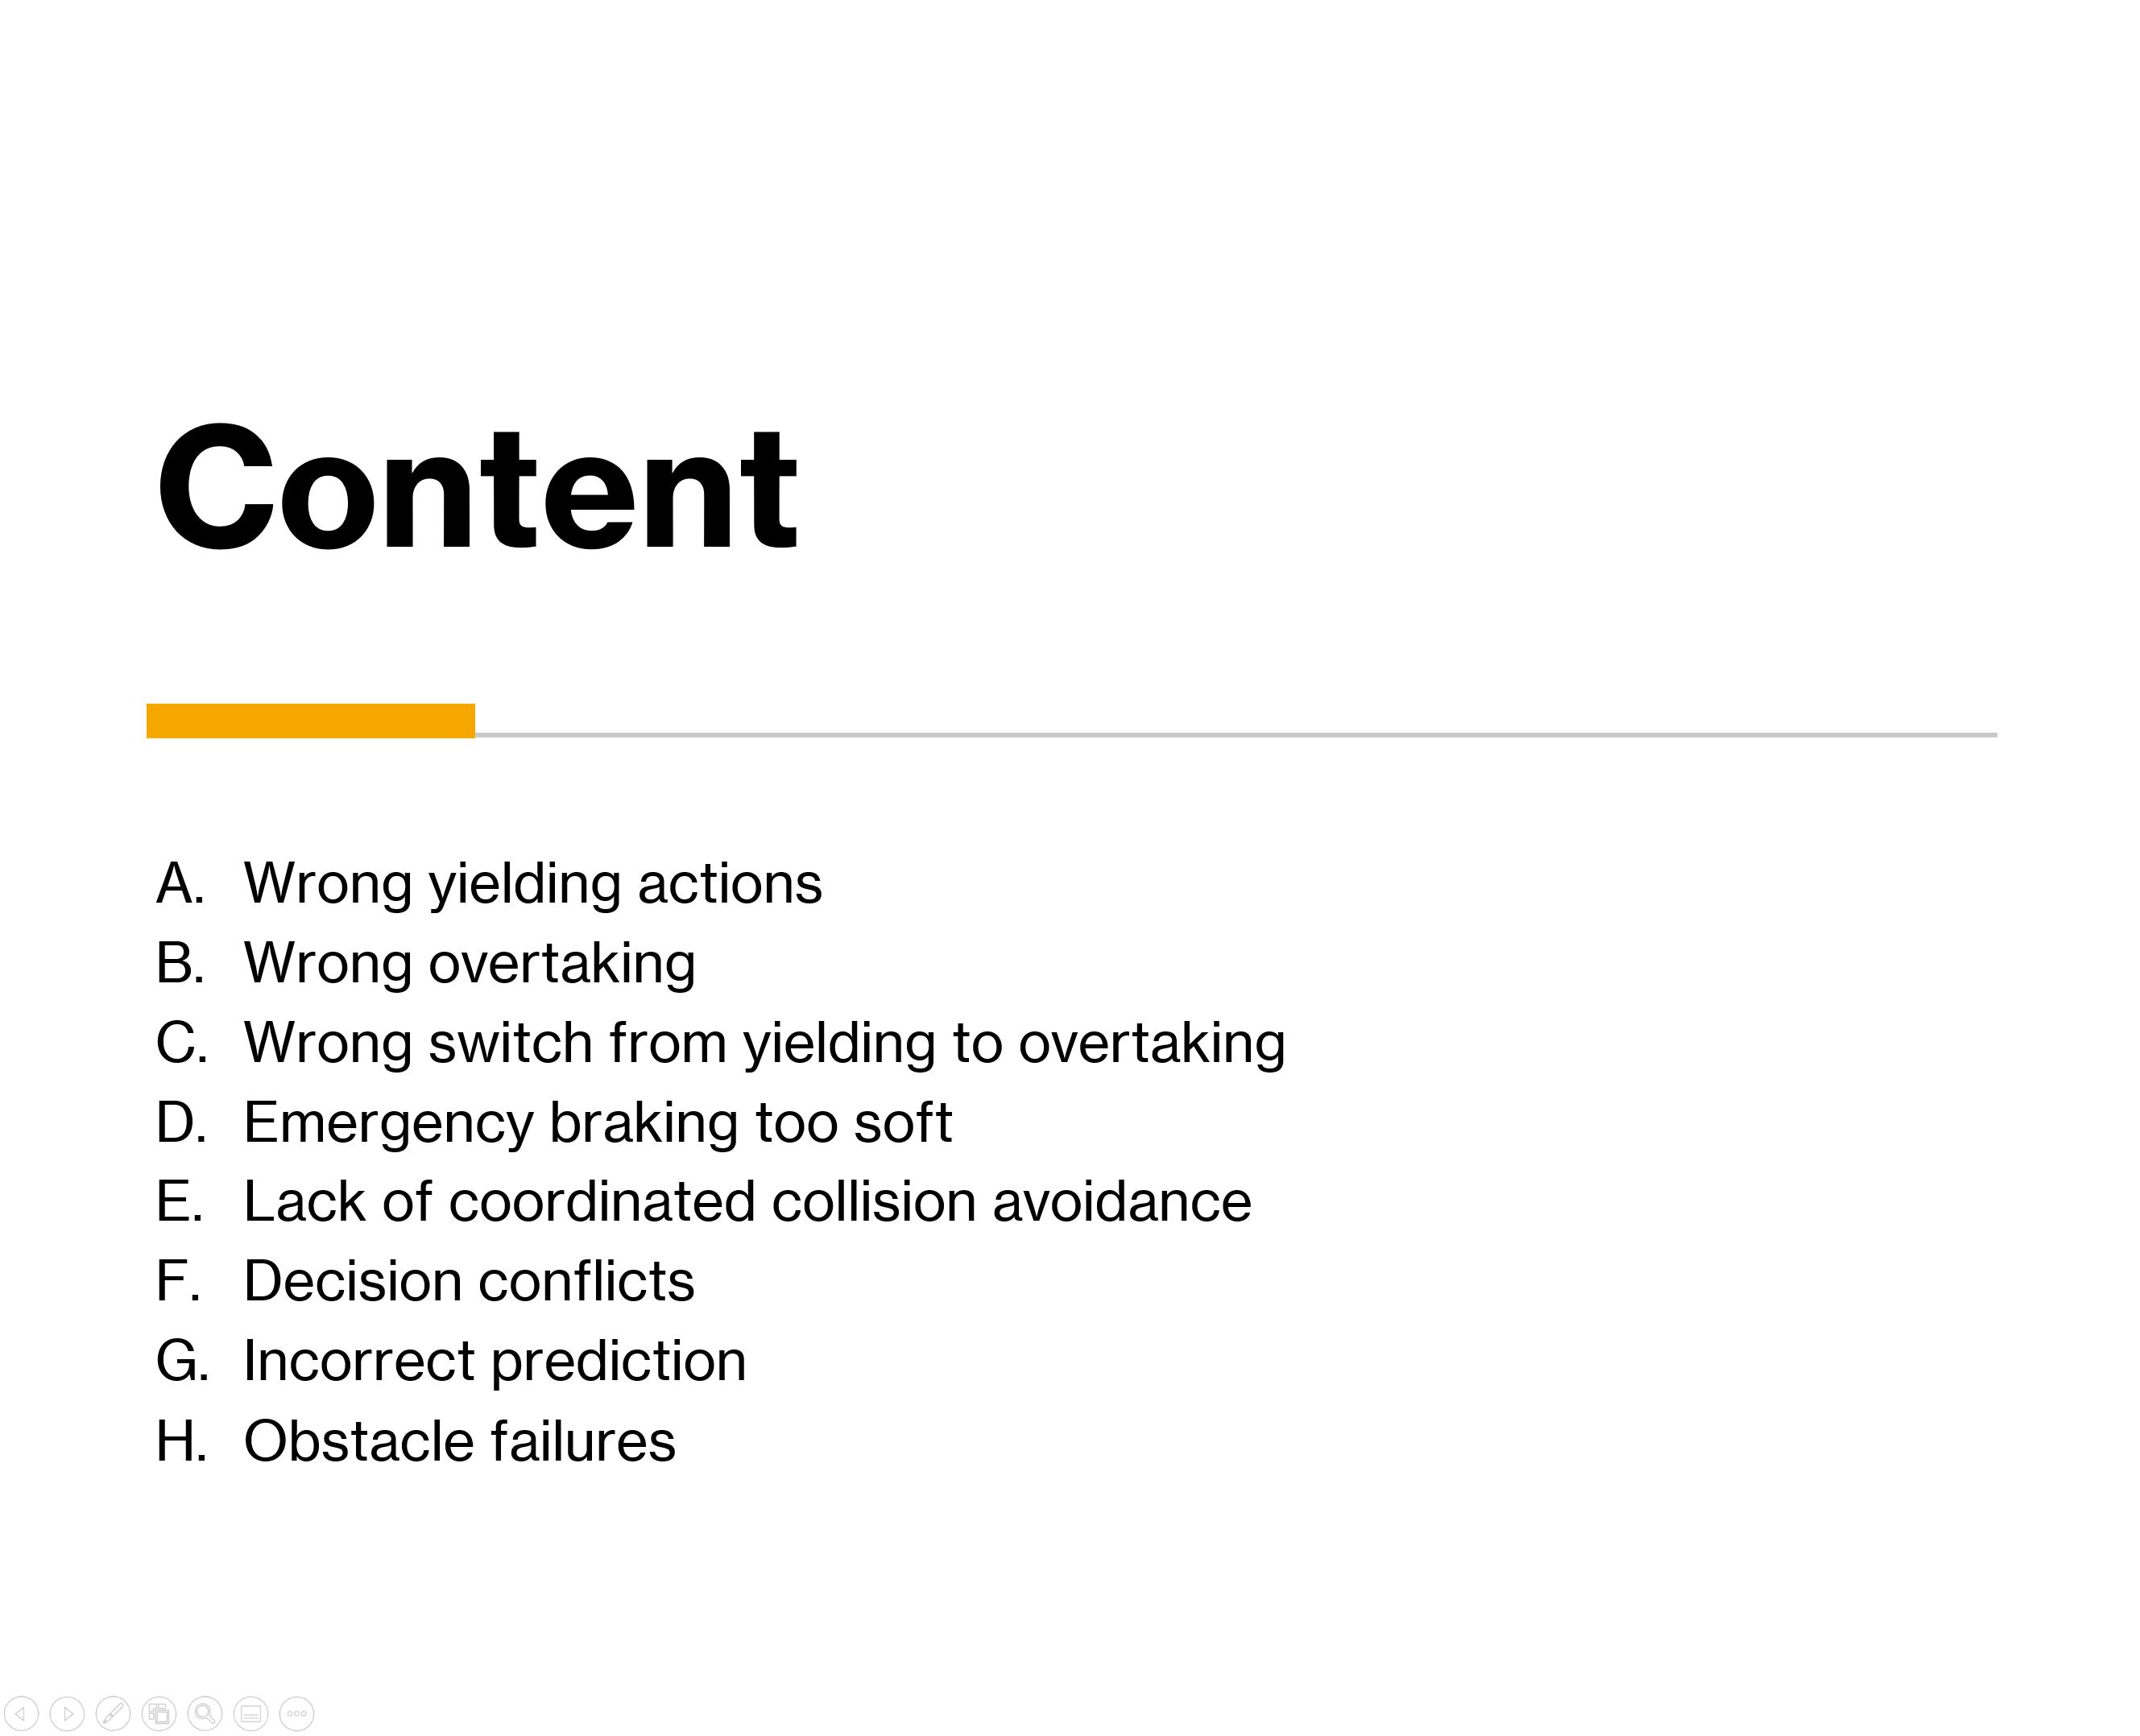 Content
A. Wrong yielding actions
B. Wrong overtaking
C. Wrong switch from yielding to overtaking
D. Emergency braking too soft
E. Lack of coordinated collision avoidance
F. Decision conflicts
G. Incorrect prediction
H. Obstacle failures